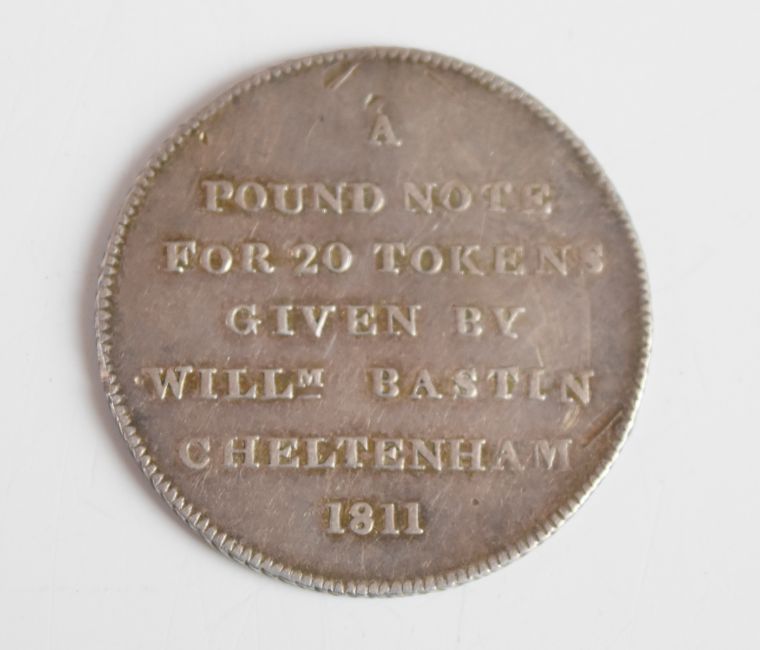 A
POUND NOTE
FOR 20 TOKENS
GIVEN BY
WILLM BASTIN
CHELTENHAM
1811